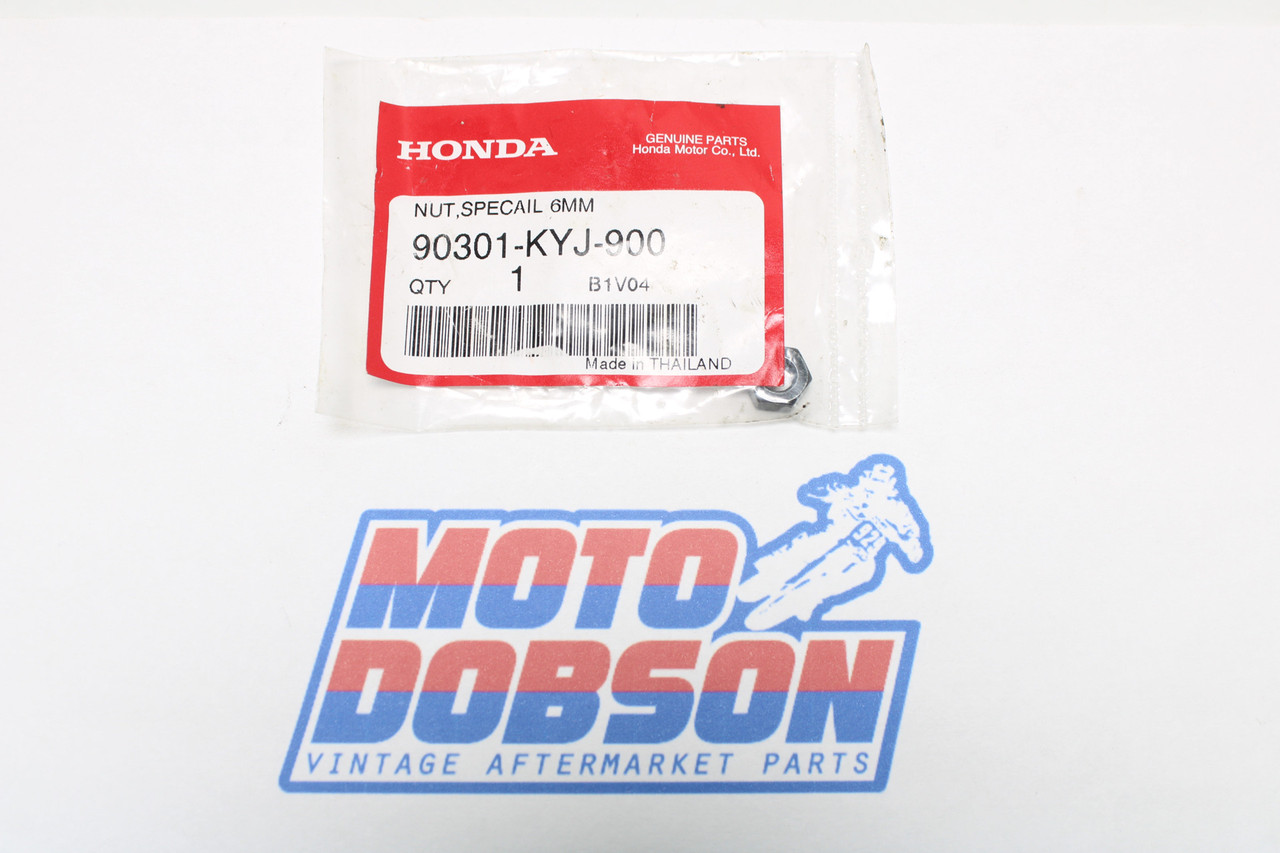 HONDA
GENUINE PARTS
Honda Motor Co., Ltd.
NUT,SPECAIL 6MM
90301-KYJ-900
QTY 1 B1V04
Made in THAILAND
MOTO
DOBSON
VINTAGE AFTERMARKET PARTS